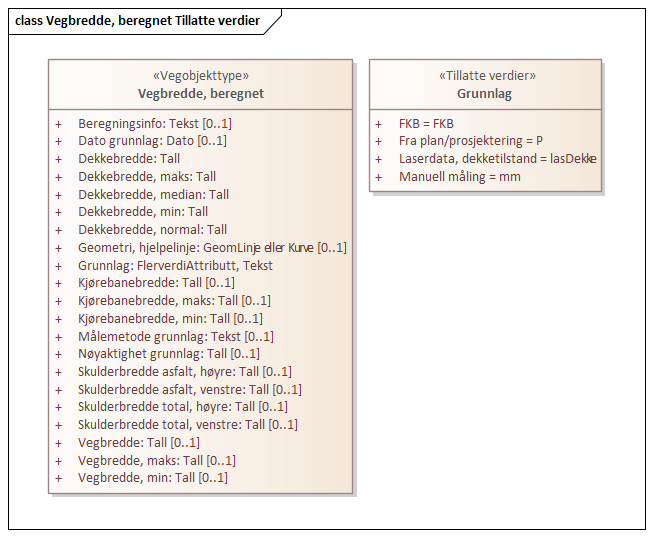 class Vegbredde, beregnet Tillatte verdier
«Vegobjekttype»
Vegbredde, beregnet
+ Beregningsinfo: Tekst [0..1]
+ Dato grunnlag: Dato [0..1]
+ Dekkebredde: Tall
+ Dekkebredde, maks: Tall
+ Dekkebredde, median: Tall
+ Dekkebredde, min: Tall
+ Dekkebredde, normal: Tall
+ Geometri, hjelpelinje: GeomLinje eller Kurve [0..1]
+ Grunnlag: FlerverdiAttributt, Tekst
+ Kjørebanebredde: Tall [0..1]
+ Kjørebanebredde, maks: Tall [0..1]
+ Kjørebanebredde, min: Tall [0..1]
+ Målemetode grunnlag: Tekst [0..1]
+ Nøyaktighet grunnlag: Tall [0..1]
+ Skulderbredde asfalt, høyre: Tall [0..1]
+ Skulderbredde asfalt, venstre: Tall [0..1]
+ Skulderbredde total, høyre: Tall [0..1]
+ Skulderbredde total, venstre: Tall [0..1]
+ Vegbredde: Tall [0..1]
+ Vegbredde, maks: Tall [0..1]
+ Vegbredde, min: Tall [0..1]
«Tillatte verdier»
Grunnlag
+ FKB = FKB
+ Fra plan/prosjektering = P
+ Laserdata, dekketilstand = lasDekke
+ Manuell måling = mm